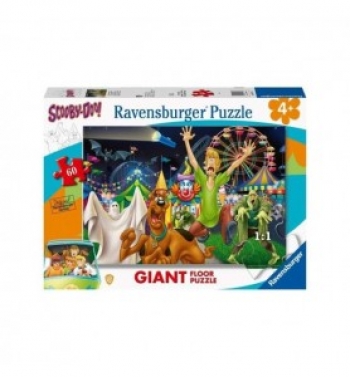 SCOOBY-DOO!
Ravensburger Puzzle
4+
60
1:1
GIANT FLOOR
PUZZLE
Ravensburger